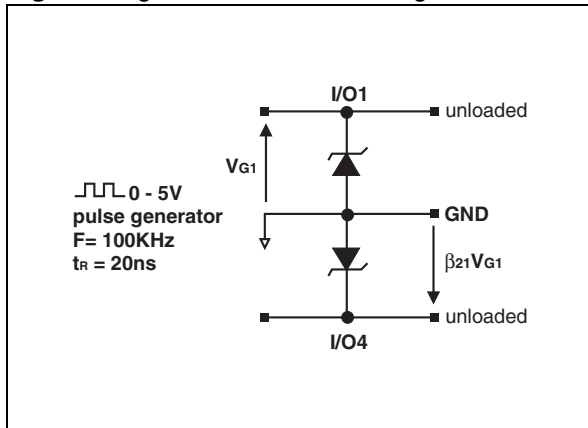 I/O1
unloaded
VG1
0 - 5V
pulse generator
F= 100KHz
tR = 20ns
GND
β21VG1
unloaded
I/O4